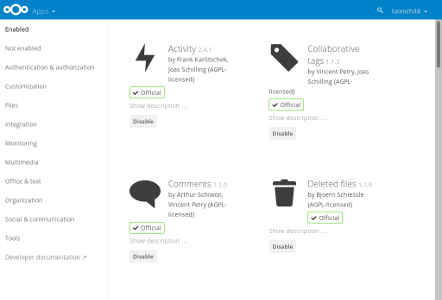 Apps
loomchild
Enabled
Not enabled
Authentication & authorization
Customization
Files
Integration
Monitoring
Multimedia
Office & text
Organization
Social & communication
Tools
Developer documentation ↗
Activity 2.4.1
by Frank Karlitschek,
Joas Schilling (AGPL-
licensed)
Official
Show description ...
Disable
Collaborative
tags 1.1.3
by Vincent Petry, Joas
Schilling (AGPL-
licensed)
Official
Show description ...
Disable
Comments 1.1.0
by Arthur Schiwon,
Vincent Petry (AGPL-
licensed)
Official
Show description ...
Disable
Deleted files 1.1.0
by Bjoern Schiessle
(AGPL-licensed)
Official
Show description ...
Disable